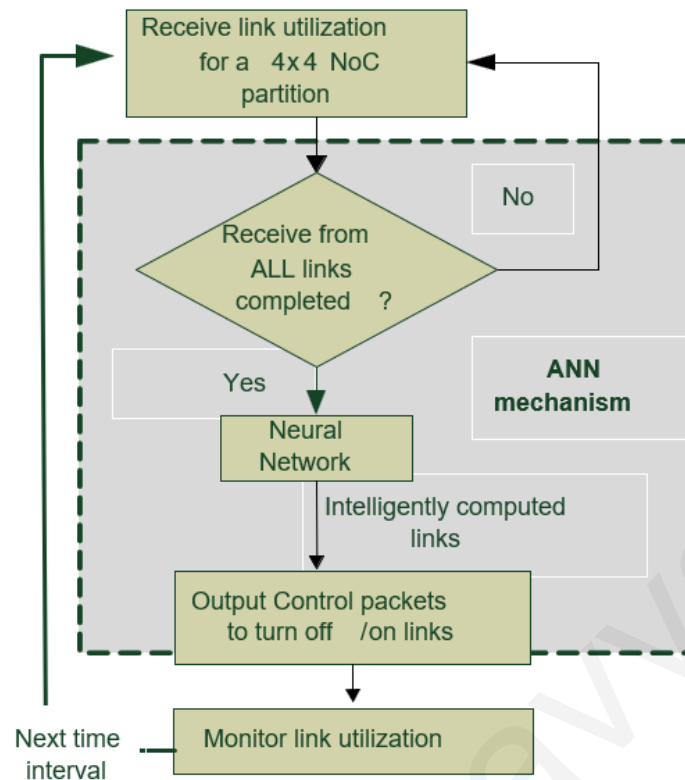 Receive link utilization
for a 4x4 NoC
partition
No
Receive from
ALL links
completed ?
ANN
mechanism
Yes
Neural
Network
Intelligently computed
links
Output Control packets
to turn off /on links
Monitor link utilization
Next time
interval